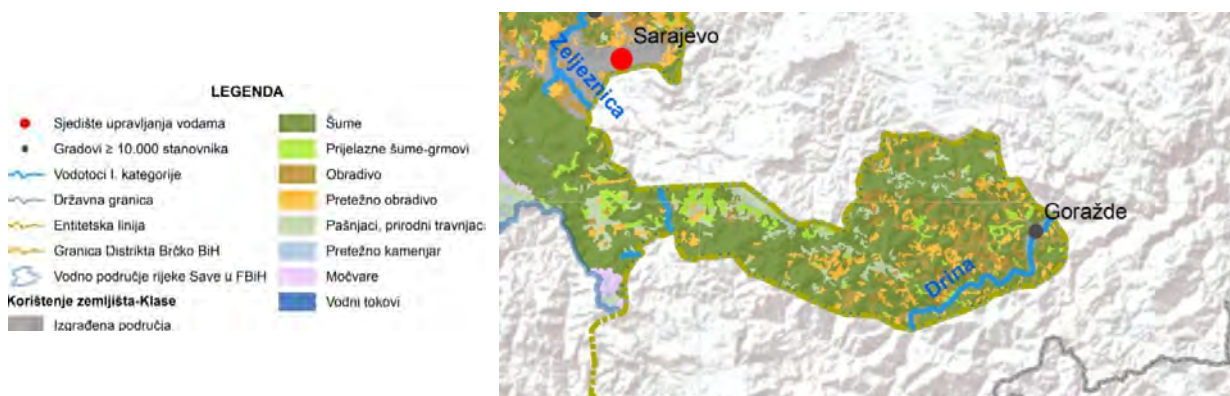 LEGENDA
Sjedište upravljanja vodama
Gradovi ≥ 10.000 stanovnika
Vodotoci I. kategorije
Državna granica
Entitetska linija
Granica Distrikta Brčko BiH
Vodno područje rijeke Save u FBiH
Korištenje zemljišta-Klase
Izgrađena područja
Šume
Prijelazne šume-grmovi
Obradivo
Pretežno obradivo
Pašnjaci, prirodni travnjac
Pretežno kamenjar
Močvare
Vodni tokovi
Sarajevo
Zeljeznica
Goražde
Drina